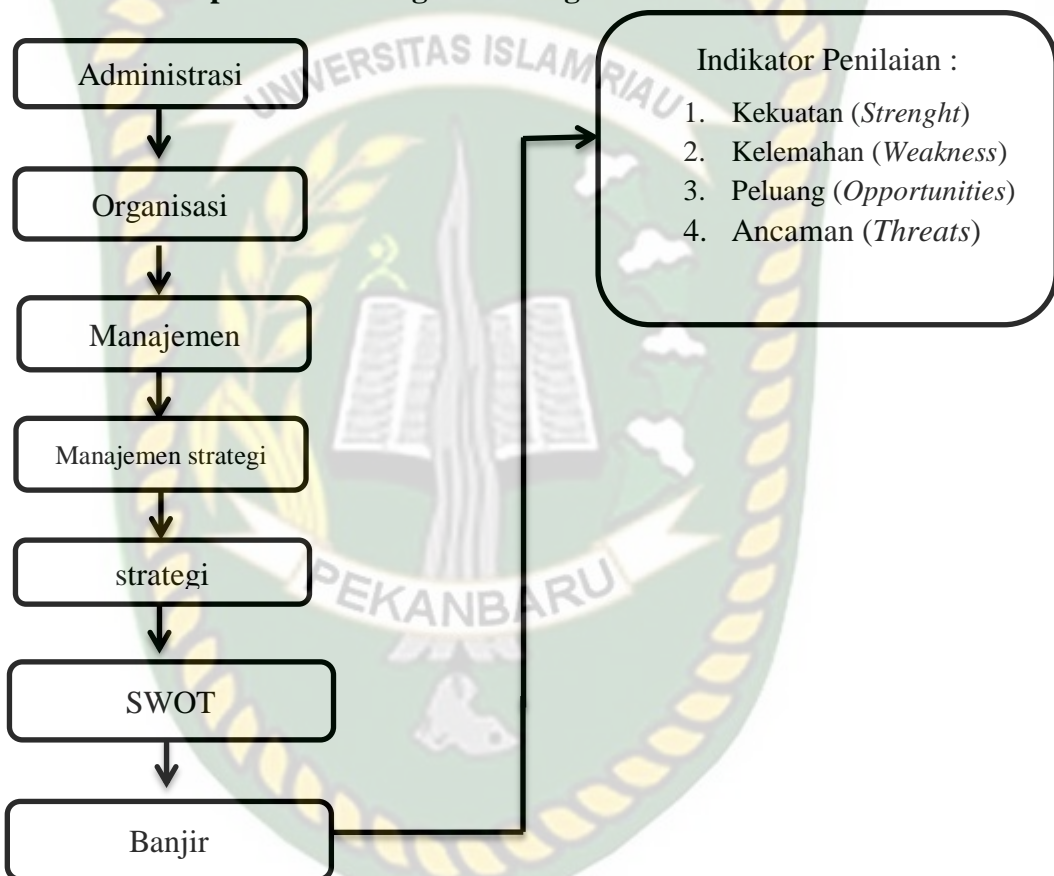 Administrasi
Organisasi
Manajemen
Manajemen strategi
strategi
SWOT
Banjir
Indikator Penilaian :
1. Kekuatan (Strenght)
2. Kelemahan (Weakness)
3. Peluang (Opportunities)
4. Ancaman (Threats)
UNIVERSITAS ISLAM RIAU
PEKANBARU